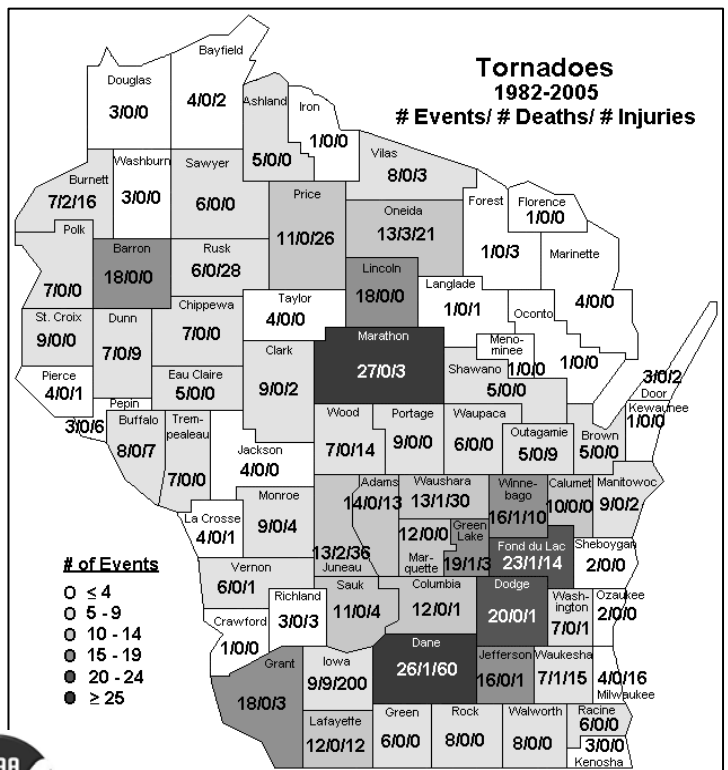 Tornadoes
1982-2005
# Events/ # Deaths/ # Injuries
Bayfield
4/0/2
Douglas
3/0/0
Ashland
5/0/0
Iron
1/0/0
Vilas
8/0/3
Burnett
7/2/16
Washburn
3/0/0
Sawyer
6/0/0
Price
11/0/26
Oneida
13/3/21
Forest
1/0/3
Florence
1/0/0
Marinette
4/0/0
Polk
7/0/0
Barron
18/0/0
Rusk
6/0/28
Lincoln
18/0/0
Langlade
1/0/1
Taylor
4/0/0
Oconto
1/0/0
Chippewa
7/0/0
St. Croix
9/0/0
Dunn
7/0/9
Marathon
27/0/3
Meno-
minee
1/0/0
Clark
9/0/2
Shawano
5/0/0
Eau Claire
5/0/0
Pierce
4/0/1
Pepin
3/0/6
3/0/2
Door
Kewaunee
1/0/0
Buffalo
8/0/7
Trem-
pealeau
7/0/0
Jackson
4/0/0
Wood
7/0/14
Portage
9/0/0
Waupaca
6/0/0
Outagamie
5/0/9
Brown
5/0/0
Monroe
9/0/4
La Crosse
4/0/1
Adams
14/0/13
Waushara
13/1/30
Winne-
bago
16/1/10
Calumet
10/0/0
Manitowoc
9/0/2
12/0/0
Mar-
quette
Green
Lake
19/1/3
Fond du Lac
23/1/14
Sheboygan
2/0/0
13/2/36
Juneau
Vernon
6/0/1
Richland
3/0/3
Sauk
11/0/4
Columbia
12/0/1
Dodge
20/0/1
Wash-
ington
7/0/1
Ozaukee
2/0/0
Crawford
1/0/0
Grant
18/0/3
Iowa
9/9/200
Dane
26/1/60
Jefferson
16/0/1
Waukesha
7/1/15
4/0/16
Milwaukee
Lafayette
12/0/12
Green
6/0/0
Rock
8/0/0
Walworth
8/0/0
Racine
6/0/0
3/0/0
Kenosha
# of Events
≤ 4
5 - 9
10 - 14
15 - 19
20 - 24
≥ 25